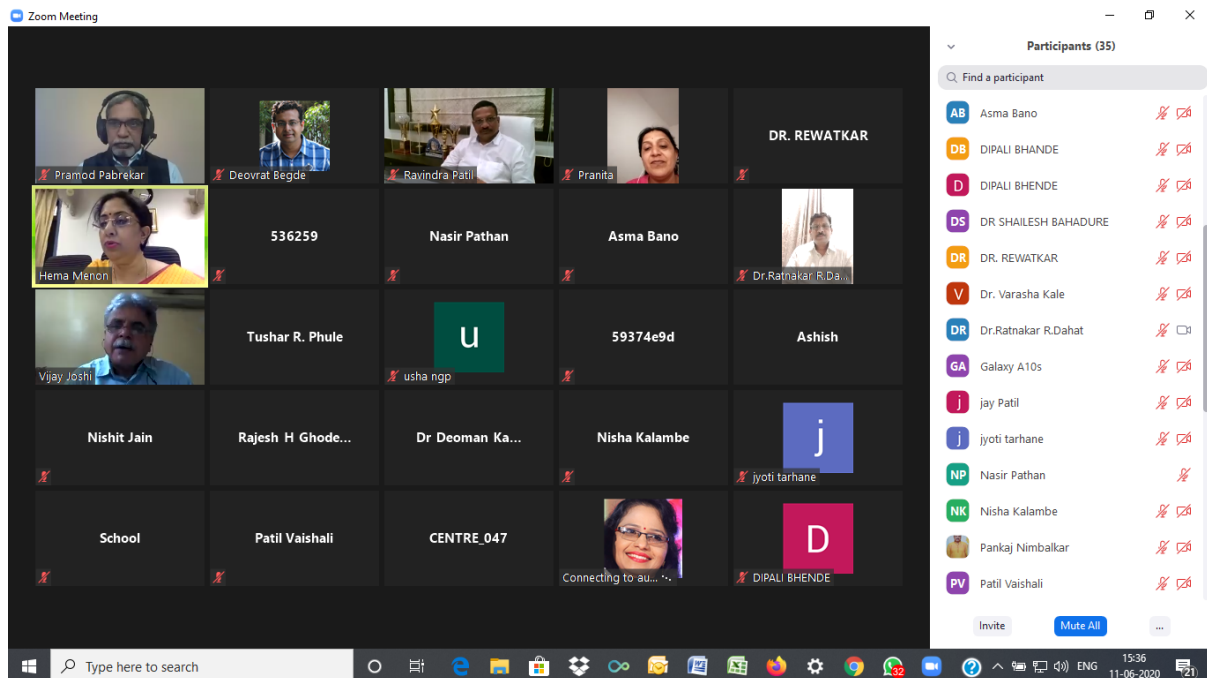 Zoom Meeting
Participants (35)
Find a participant
Pramod Pabrekar
Deovrat Begde
Ravindra Patil
Pranita
DR. REWATKAR
Hema Menon
536259
Nasir Pathan
Asma Bano
Dr.Ratnakar R.Da...
Vijay Joshi
Tushar R. Phule
u
usha ngp
59374e9d
Ashish
Nishit Jain
Rajesh H Ghode...
Dr Deoman Ka...
Nisha Kalambe
j
jyoti tarhane
School
Patil Vaishali
CENTRE_047
Connecting to au...
D
DIPALI BHENDE
AB Asma Bano
DB DIPALI BHANDE
D DIPALI BHENDE
DS DR SHAILESH BAHADURE
DR DR. REWATKAR
V Dr. Varasha Kale
DR Dr.Ratnakar R.Dahat
GA Galaxy A10s
j jay Patil
j jyoti tarhane
NP Nasir Pathan
NK Nisha Kalambe
Pankaj Nimbalkar
PV Patil Vaishali
Invite Mute All ...
Type here to search
32
ENG
15:36
11-06-2020
21